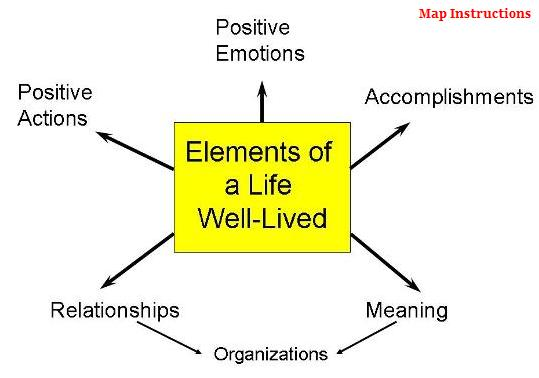 Map Instructions
Positive
Emotions
Positive
Actions
Accomplishments
Elements of
a Life
Well-Lived
Relationships
Meaning
Organizations